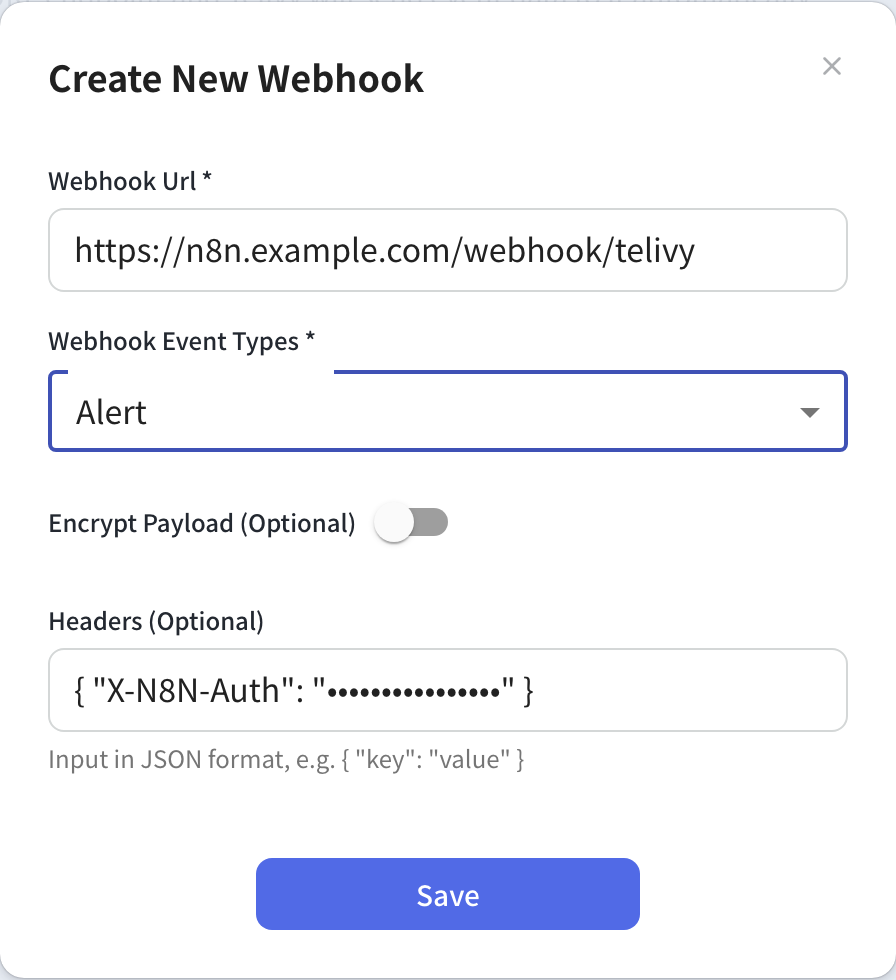 Create New Webhook
Webhook Url *
https://n8n.example.com/webhook/telivy
Webhook Event Types *
Alert
Encrypt Payload (Optional)
Headers (Optional)
{ "X-N8N-Auth": "••••••••••••••••" }
Input in JSON format, e.g. { "key": "value" }
Save